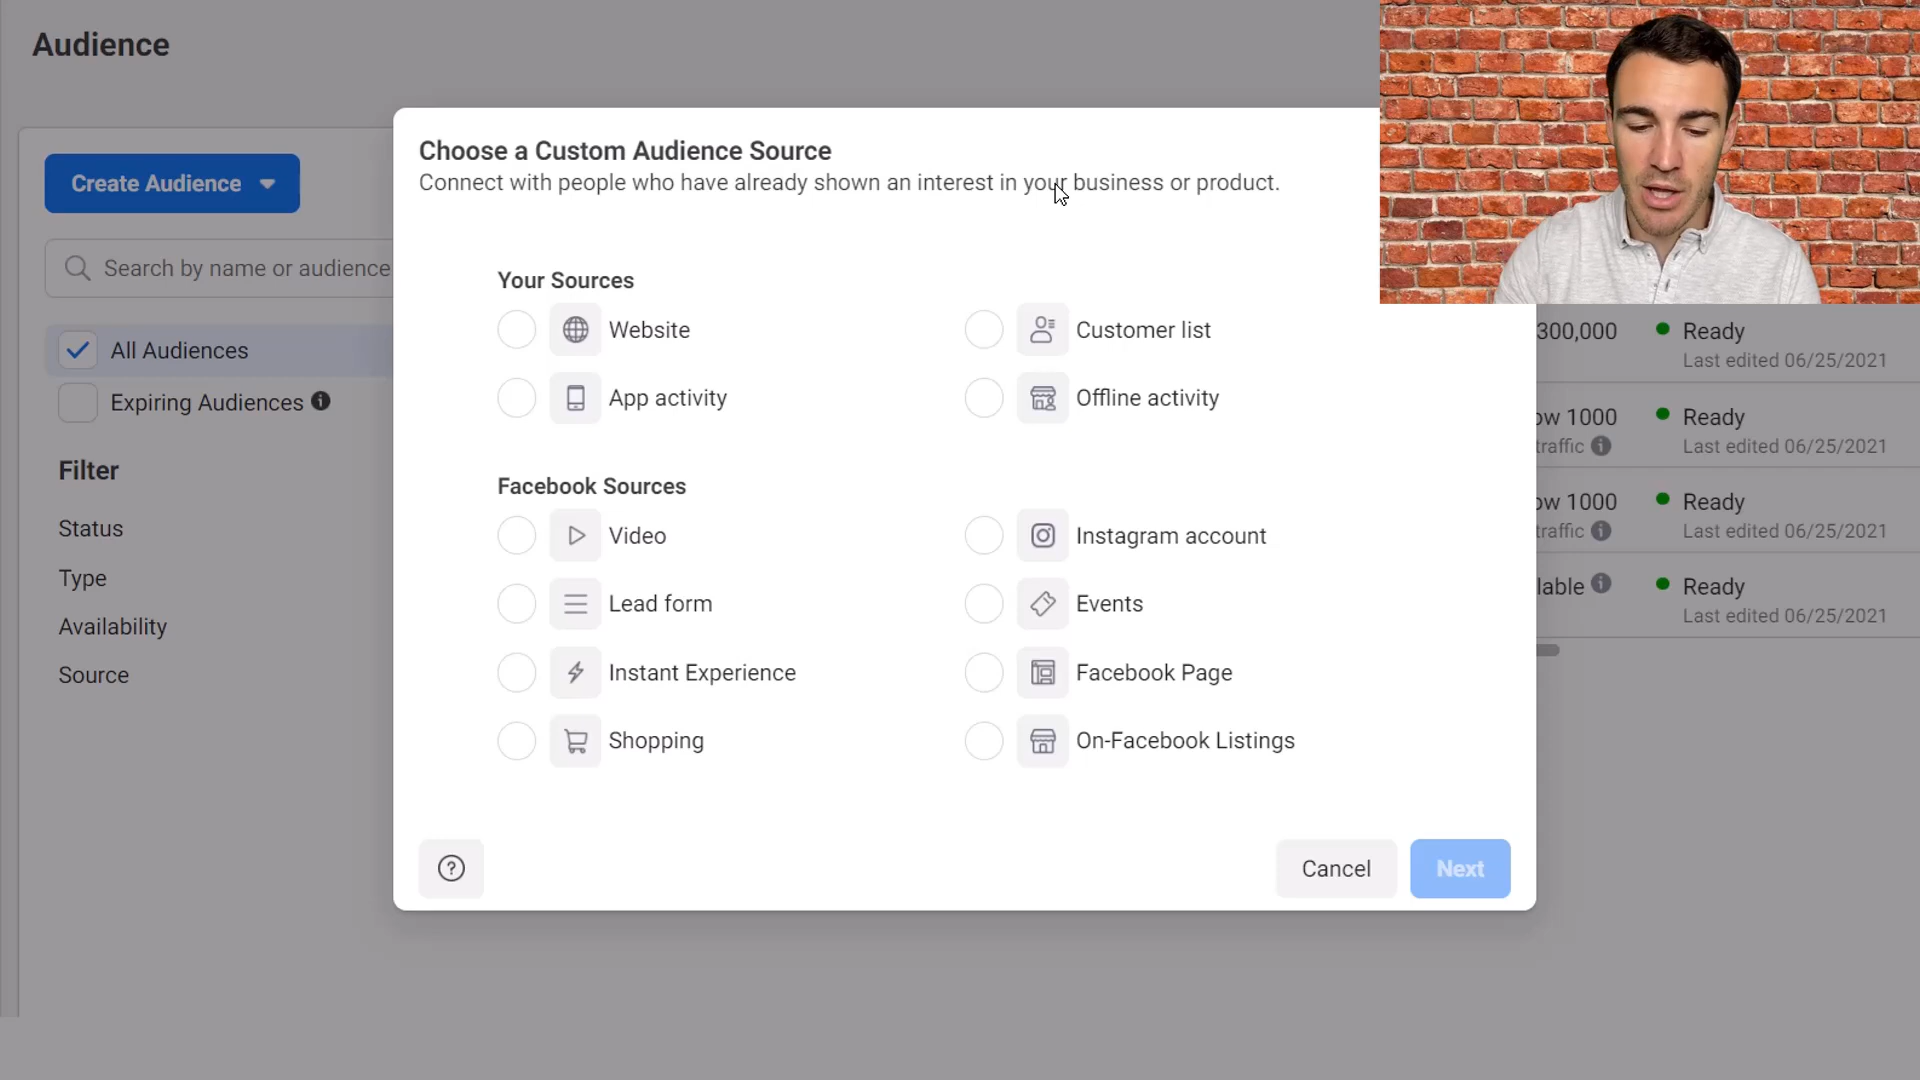 Audience
Create Audience
Search by name or audience
All Audiences
Expiring Audiences
Filter
Status
Type
Availability
Source
Choose a Custom Audience Source
Connect with people who have already shown an interest in your business or product.
Your Sources
Website
Customer list
App activity
Offline activity
Facebook Sources
Video
Instagram account
Lead form
Events
Instant Experience
Facebook Page
Shopping
On-Facebook Listings
Cancel
Next
300,000
Ready
Last edited 06/25/2021
ow 1000
Ready
traffic
Last edited 06/25/2021
ow 1000
Ready
traffic
Last edited 06/25/2021
lable
Ready
Last edited 06/25/2021